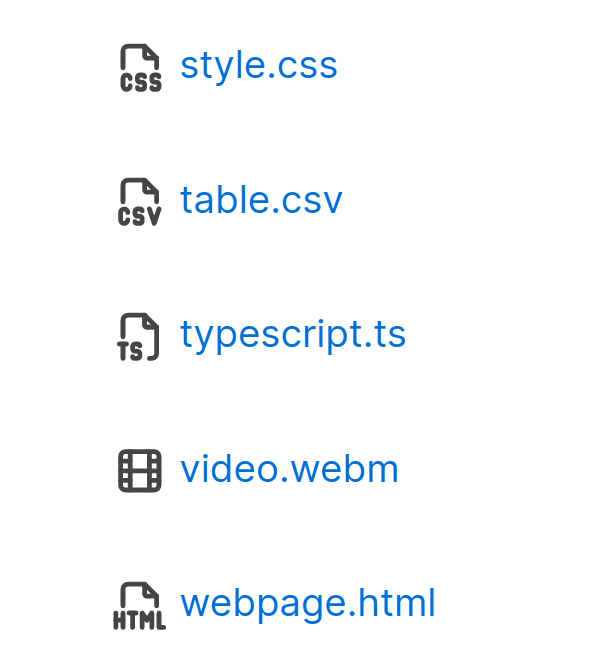 CSS style.css
CSV table.csv
TS typescript.ts
video.webm
HTML webpage.html